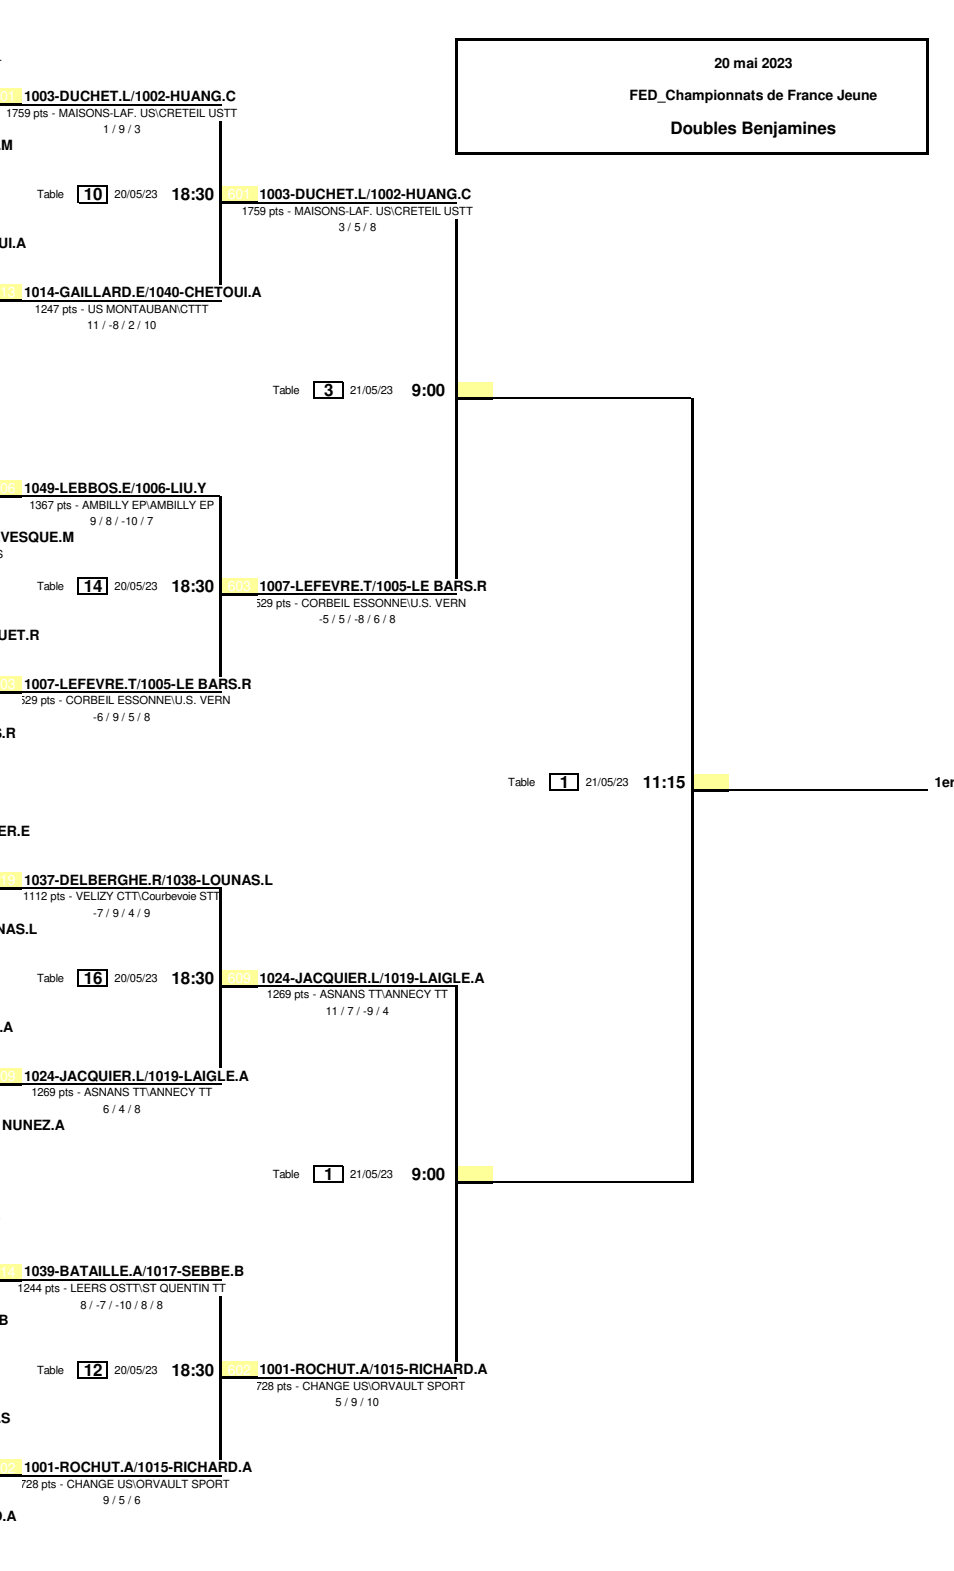 20 mai 2023
FED_Championnats de France Jeune
Doubles Benjamines
1003-DUCHET.L/1002-HUANG.C
1759 pts - MAISONS-LAF. US\CRETEIL USTT
1 / 9 / 3
.M
Table 10 20/05/23 18:30
1003-DUCHET.L/1002-HUANG.C
1759 pts - MAISONS-LAF. US\CRETEIL USTT
3 / 5 / 8
UI.A
1014-GAILLARD.E/1040-CHETOUI.A
1247 pts - US MONTAUBAN\CTTT
11 / -8 / 2 / 10
Table 3 21/05/23 9:00
1049-LEBBOS.E/1006-LIU.Y
1367 pts - AMBILLY EP\AMBILLY EP
9 / 8 / -10 / 7
VESQUE.M
S
Table 14 20/05/23 18:30
1007-LEFEVRE.T/1005-LE BARS.R
529 pts - CORBEIL ESSONNE\U.S. VERN
-5 / 5 / -8 / 6 / 8
UET.R
1007-LEFEVRE.T/1005-LE BARS.R
529 pts - CORBEIL ESSONNE\U.S. VERN
-6 / 9 / 5 / 8
S.R
Table 1 21/05/23 11:15
1er
ER.E
1037-DELBERGHE.R/1038-LOUNAS.L
1112 pts - VELIZY CTT\Courbevoie STT
-7 / 9 / 4 / 9
NAS.L
Table 16 20/05/23 18:30
1024-JACQUIER.L/1019-LAIGLE.A
1269 pts - ASNANS TT\ANNECY TT
11 / 7 / -9 / 4
.A
1024-JACQUIER.L/1019-LAIGLE.A
1269 pts - ASNANS TT\ANNECY TT
6 / 4 / 8
NUNEZ.A
Table 1 21/05/23 9:00
1039-BATAILLE.A/1017-SEBBE.B
1244 pts - LEERS OSTT\ST QUENTIN TT
8 / -7 / -10 / 8 / 8
B
Table 12 20/05/23 18:30
1001-ROCHUT.A/1015-RICHARD.A
728 pts - CHANGE US\ORVAULT SPORT
5 / 9 / 10
.S
1001-ROCHUT.A/1015-RICHARD.A
728 pts - CHANGE US\ORVAULT SPORT
9 / 5 / 6
D.A